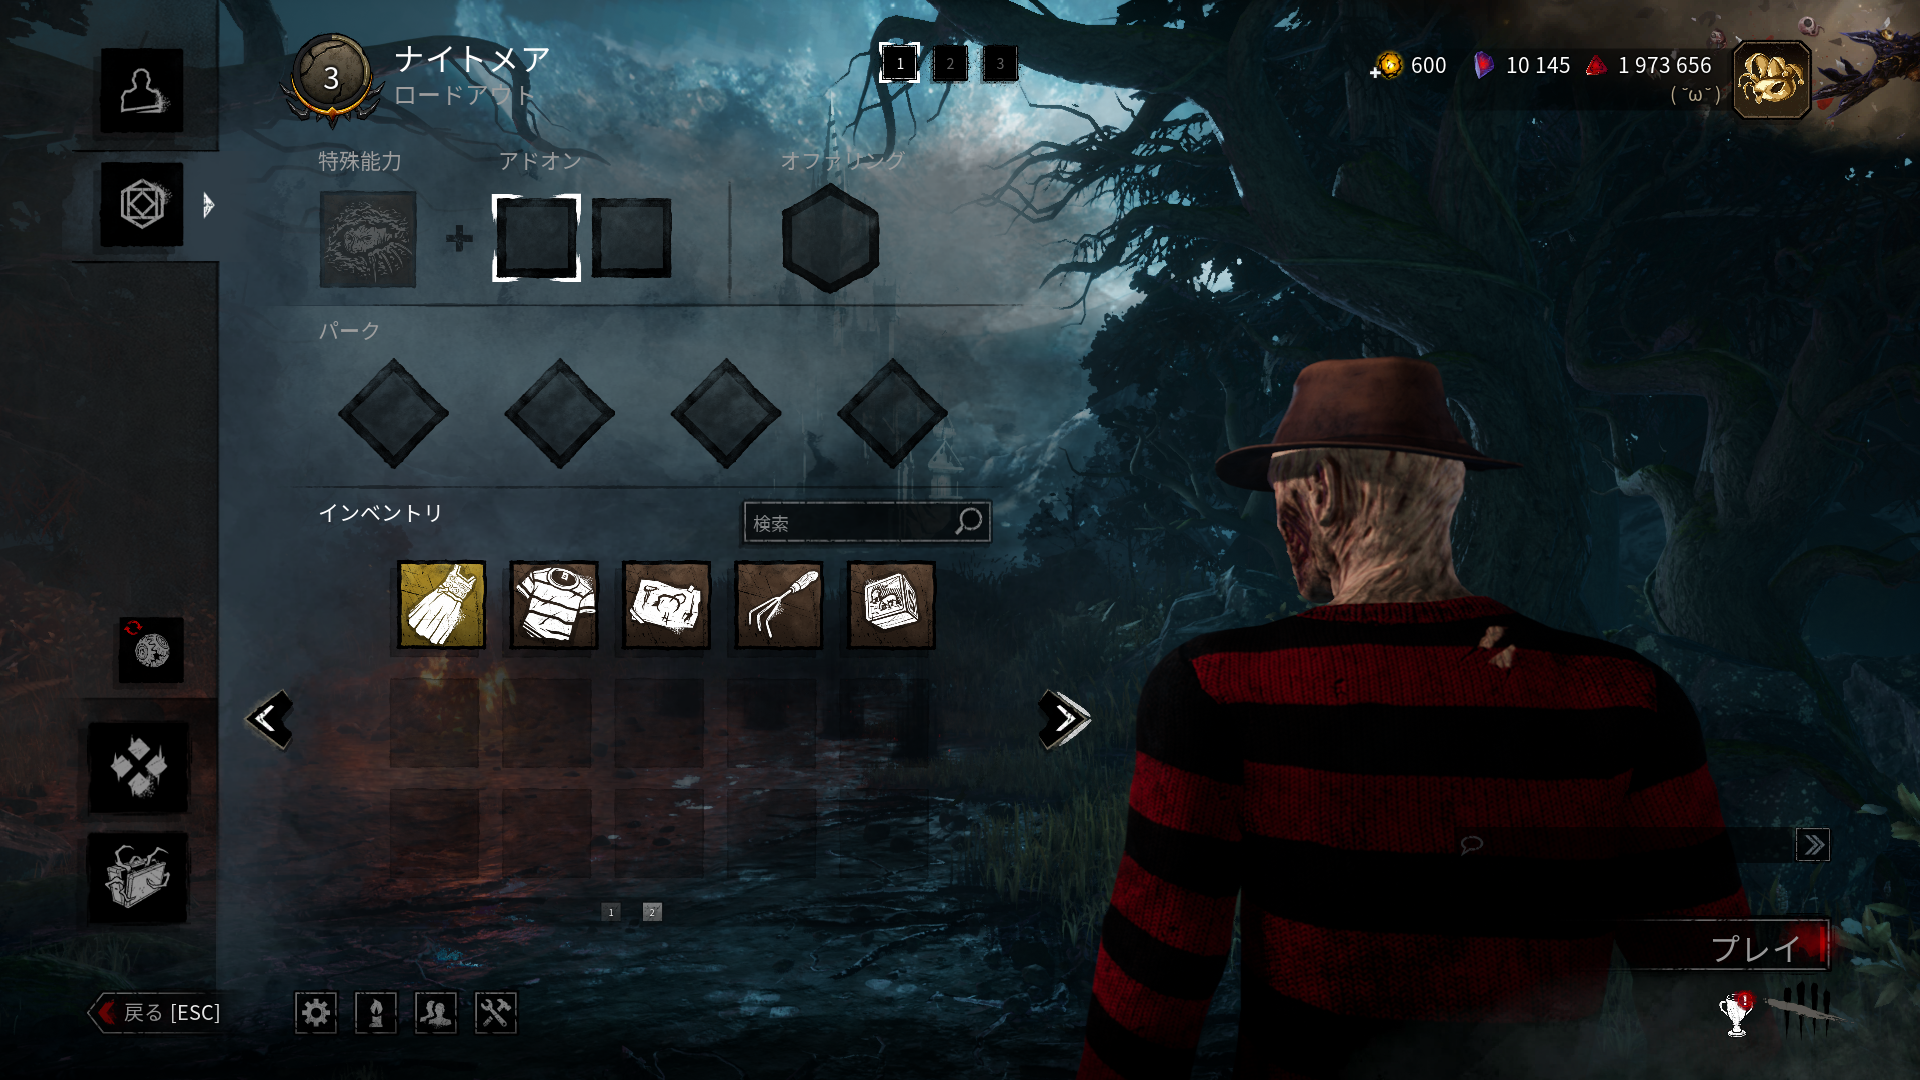 3
ナイトメア
ロードアウト
1 2 3
600 10 145 1 973 656
( ˘ω˘ )
特殊能力 アドオン オファリング
パーク
インベントリ
検索
1 2
プレイ
戻る [ESC]